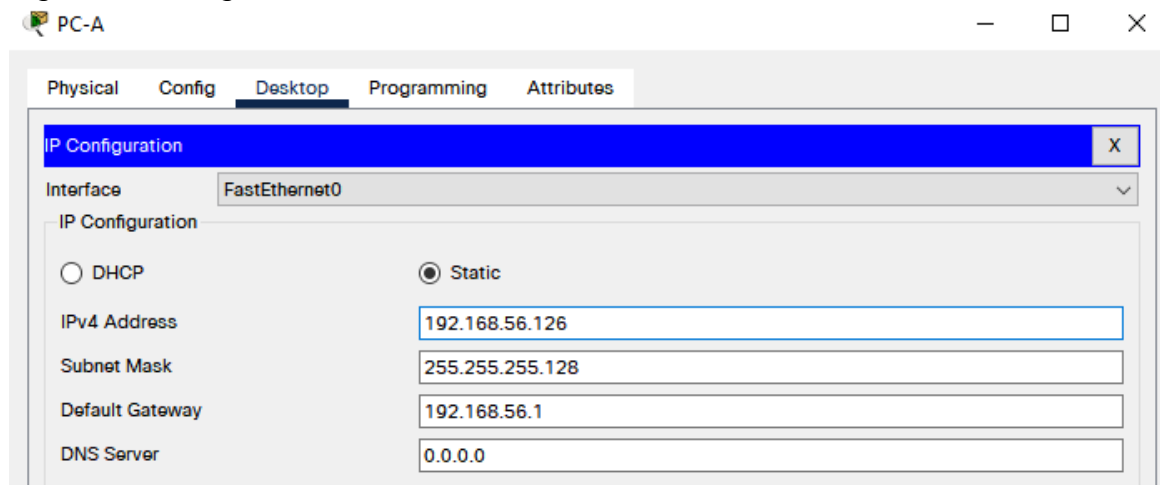 PC-A
Physical Config Desktop Programming Attributes
IP Configuration X
Interface FastEthernet0
IP Configuration
DHCP Static
IPv4 Address 192.168.56.126
Subnet Mask 255.255.255.128
Default Gateway 192.168.56.1
DNS Server 0.0.0.0